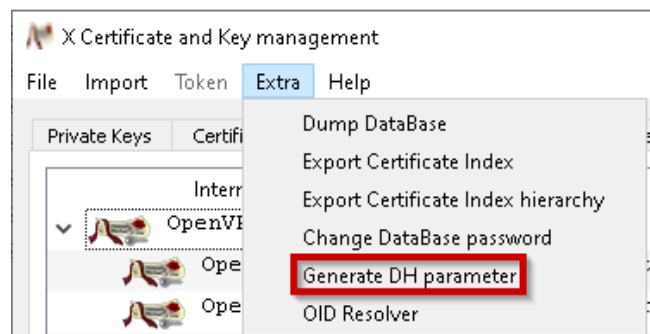 X Certificate and Key management
File Import Token Extra Help
Private Keys Certifi
Dump DataBase
Export Certificate Index
Export Certificate Index hierarchy
Change DataBase password
Generate DH parameter
OID Resolver
Intern
OpenVP
Ope
Ope